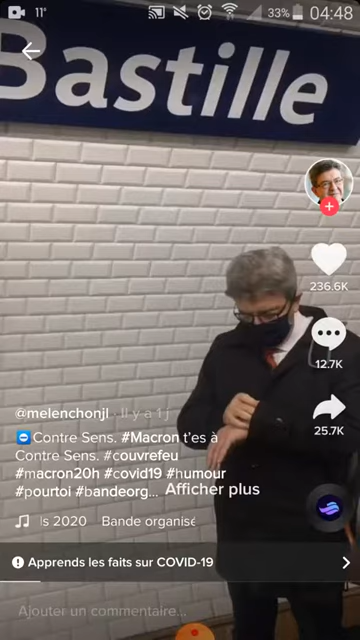 11°
33%
04:48
Bastille
236.6K
12.7K
25.7K
@melenchonjl · Il y a 1 j
Contre Sens. #Macron t'es à
Contre Sens. #couvrefeu
#macron20h #covid19 #humour
#pourtoi #bandeorg... Afficher plus
ls 2020 Bande organisé
Apprends les faits sur COVID-19
Ajouter un commentaire...